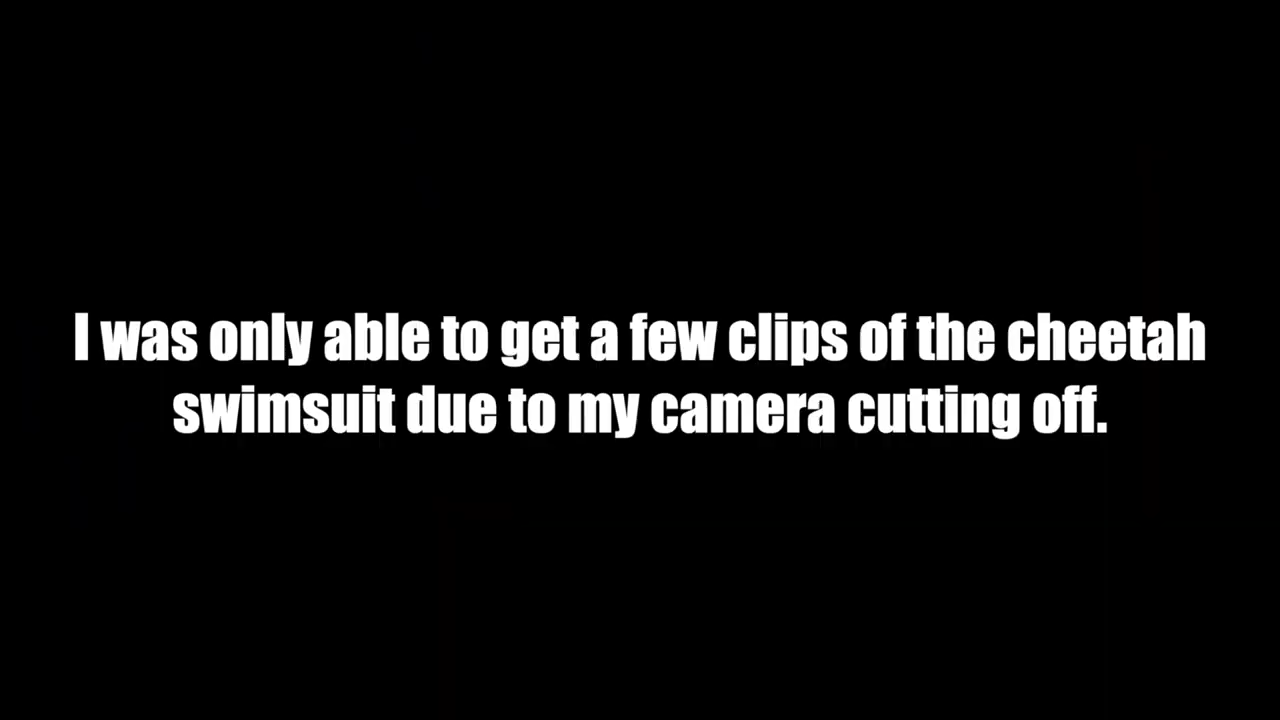 I was only able to get a few clips of the cheetah
swimsuit due to my camera cutting off.